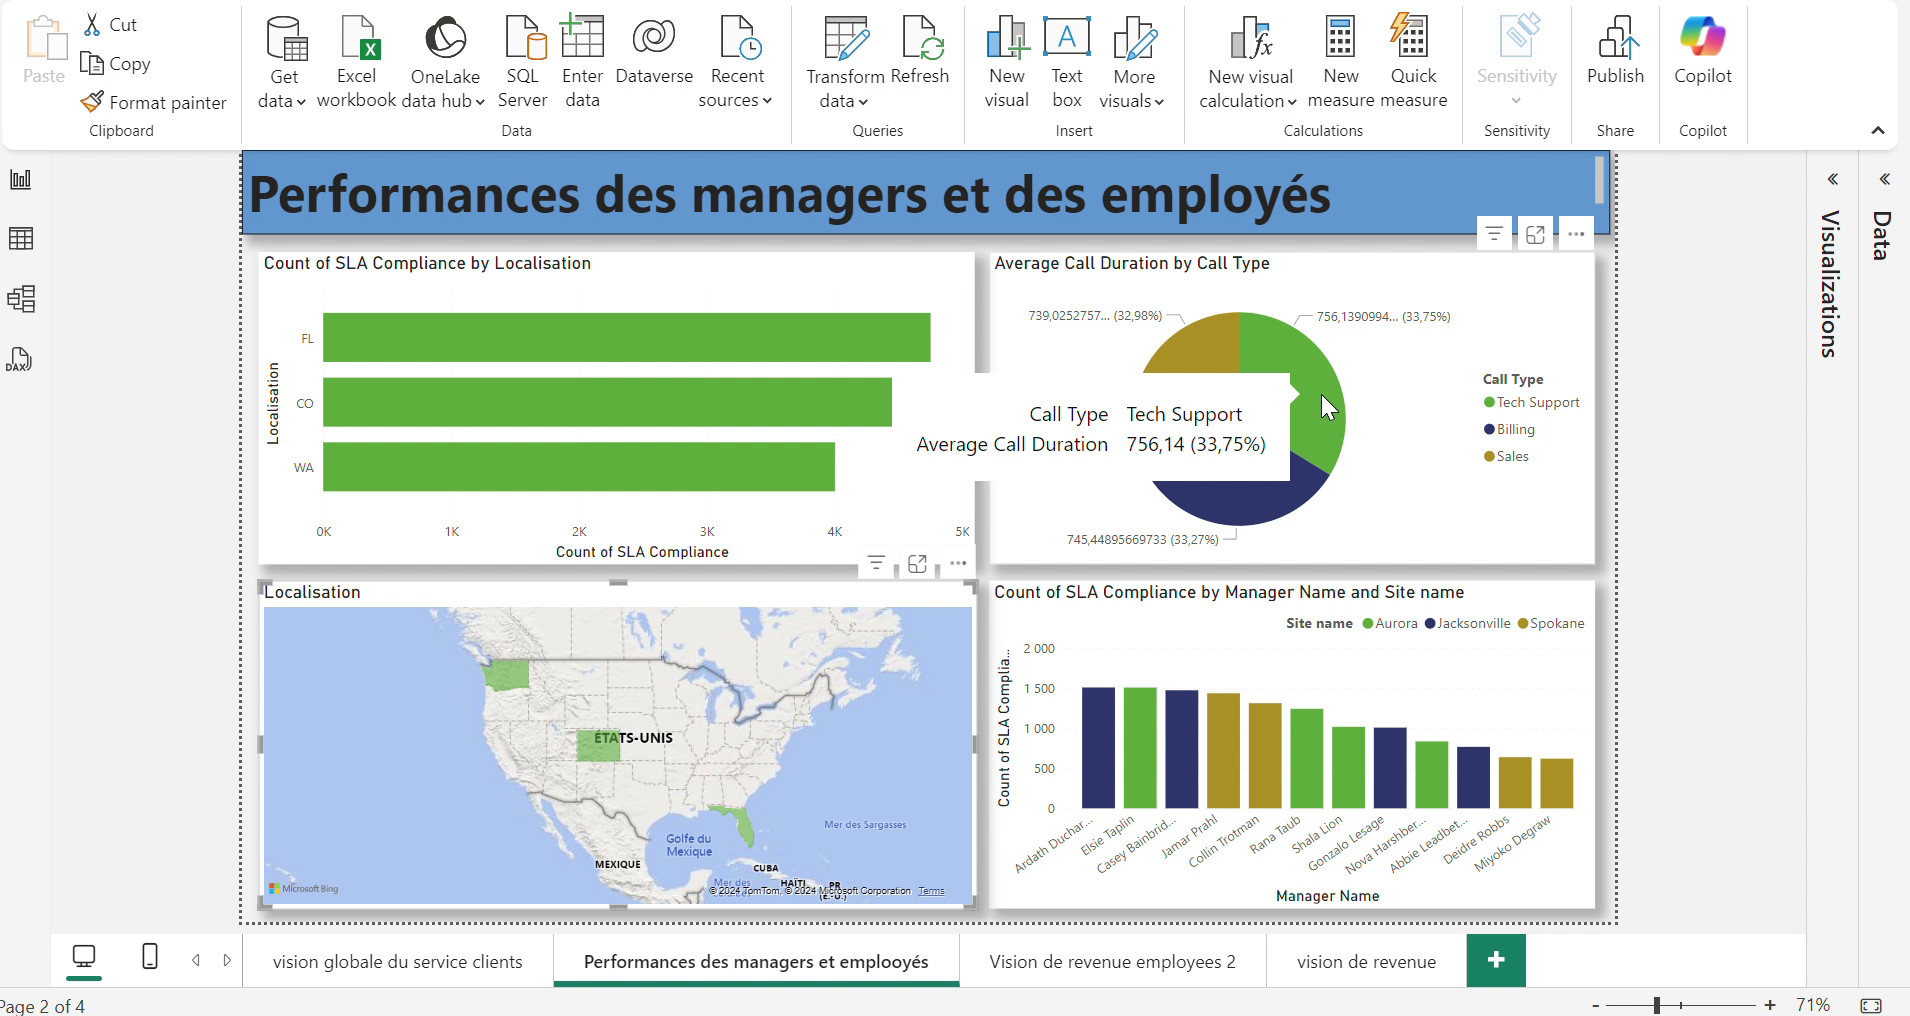 Paste
Cut
Copy
Format painter
Clipboard
Get data
Excel workbook
OneLake data hub
SQL Server
Enter data
Dataverse
Recent sources
Data
Transform data
Refresh
Queries
New visual
Text box
More visuals
Insert
New visual calculation
New measure
Quick measure
Calculations
Sensitivity
Sensitivity
Publish
Share
Copilot
Copilot
Performances des managers et des employés
Visualizations
Data
Count of SLA Compliance by Localisation
Localisation
FL
CO
WA
0K 1K 2K 3K 4K 5K
Count of SLA Compliance
Average Call Duration by Call Type
739,0252757... (32,98%)
756,1390994... (33,75%)
745,44895669733 (33,27%)
Call Type Tech Support
Average Call Duration 756,14 (33,75%)
Call Type
Tech Support
Billing
Sales
Localisation
ÉTATS-UNIS
Golfe du
Mexique
Mer des Sargasses
MEXIQUE
CUBA
HAÏTI
PR
(É.-U.)
Mer des
Microsoft Bing
© 2024 TomTom, © 2024 Microsoft Corporation Terms
Count of SLA Compliance by Manager Name and Site name
Site name Aurora Jacksonville Spokane
Count of SLA Complia...
2 000
1 500
1 000
500
0
Ardath Duchar...
Elsie Taplin
Casey Bainbrid...
Jamar Prahl
Collin Trotman
Rana Taub
Shala Lion
Gonzalo Lesage
Nova Harshber...
Abbie Leadbet...
Deidre Robbs
Miyoko Degraw
Manager Name
vision globale du service clients
Performances des managers et emplooyés
Vision de revenue employees 2
vision de revenue
Page 2 of 4
- + 71%
DAX